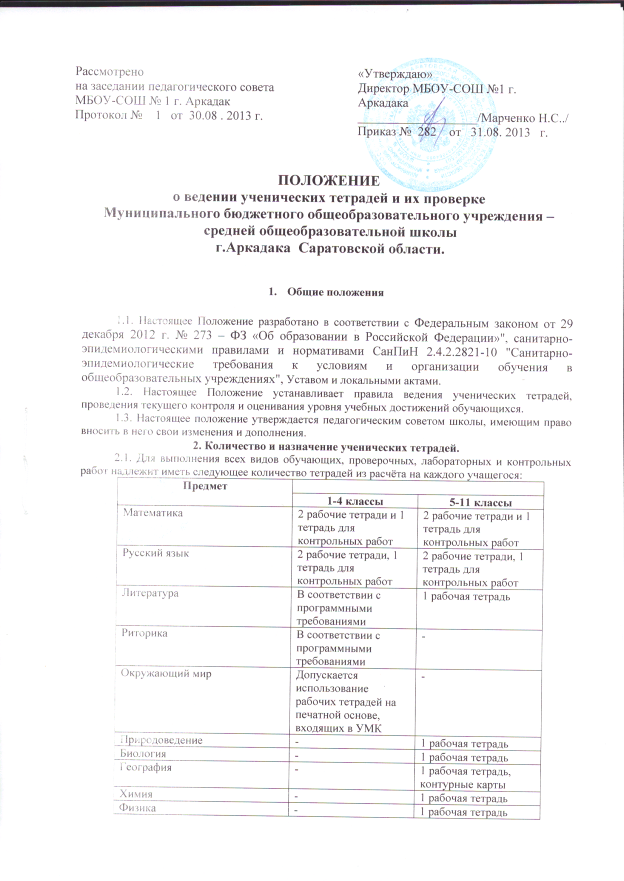 Рассмотрено
на заседании педагогического совета
МБОУ-СОШ № 1 г. Аркадак
Протокол № 1 от 30.08 . 2013 г.
«Утверждаю»
Директор МБОУ-СОШ №1 г.
Аркадака
____________________/Марченко Н.С../
Приказ № 282 от 31.08. 2013 г.
ПОЛОЖЕНИЕ
о ведении ученических тетрадей и их проверке
Муниципального бюджетного общеобразовательного учреждения –
средней общеобразовательной школы
г.Аркадака Саратовской области.
1. Общие положения
1.1. Настоящее Положение разработано в соответствии с Федеральным законом от 29
декабря 2012 г. № 273 – ФЗ «Об образовании в Российской Федерации»", санитарно-
эпидемиологическими правилами и нормативами СанПиН 2.4.2.2821-10 "Санитарно-
эпидемиологические требования к условиям и организации обучения в
общеобразовательных учреждениях", Уставом и локальными актами.
1.2. Настоящее Положение устанавливает правила ведения ученических тетрадей,
проведения текущего контроля и оценивания уровня учебных достижений обучающихся.
1.3. Настоящее положение утверждается педагогическим советом школы, имеющим право
вносить в него свои изменения и дополнения.
2. Количество и назначение ученических тетрадей.
2.1. Для выполнения всех видов обучающих, проверочных, лабораторных и контрольных
работ надлежит иметь следующее количество тетрадей из расчёта на каждого учащегося:
Предмет
1-4 классы 5-11 классы
Математика 2 рабочие тетради и 1 2 рабочие тетради и 1
тетрадь для тетрадь для
контрольных работ контрольных работ
Русский язык 2 рабочие тетради, 1 2 рабочие тетради, 1
тетрадь для тетрадь для
контрольных работ контрольных работ
Литература В соответствии с 1 рабочая тетрадь
программными
требованиями
Риторика В соответствии с -
программными
требованиями
Окружающий мир Допускается -
использование
рабочих тетрадей на
печатной основе,
входящих в УМК
Природоведение - 1 рабочая тетрадь
Биология - 1 рабочая тетрадь
География - 1 рабочая тетрадь,
контурные карты
Химия - 1 рабочая тетрадь
Физика - 1 рабочая тетрадь